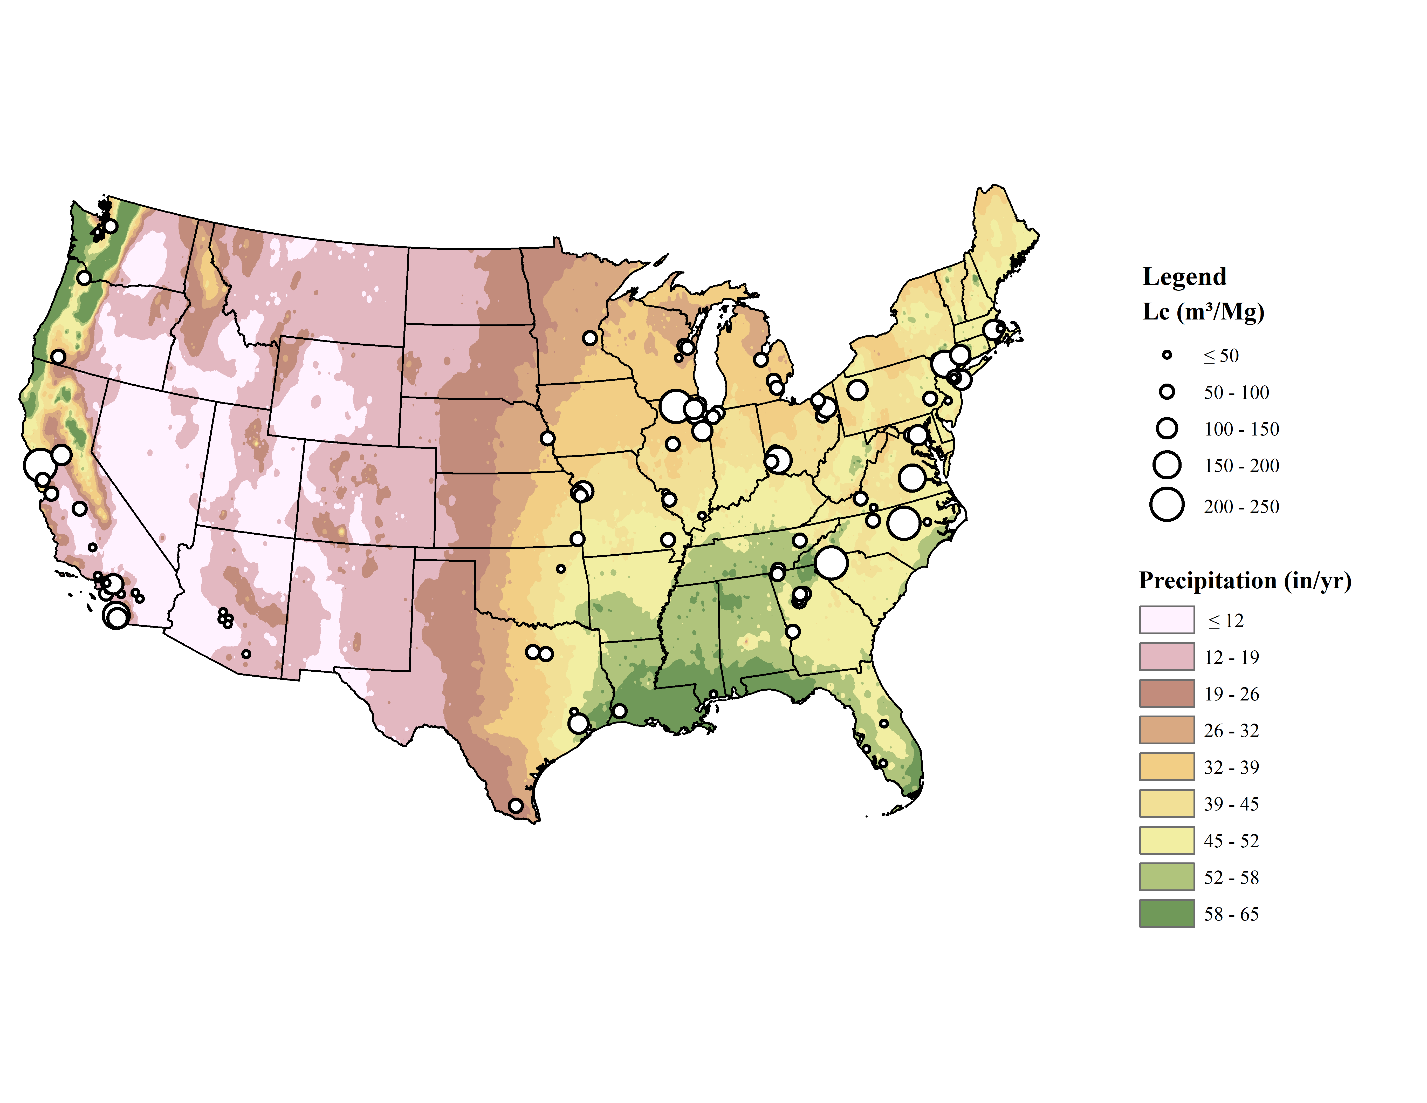 Legend
Lc (m³/Mg)
≤ 50
50 - 100
100 - 150
150 - 200
200 - 250
Precipitation (in/yr)
≤ 12
12 - 19
19 - 26
26 - 32
32 - 39
39 - 45
45 - 52
52 - 58
58 - 65